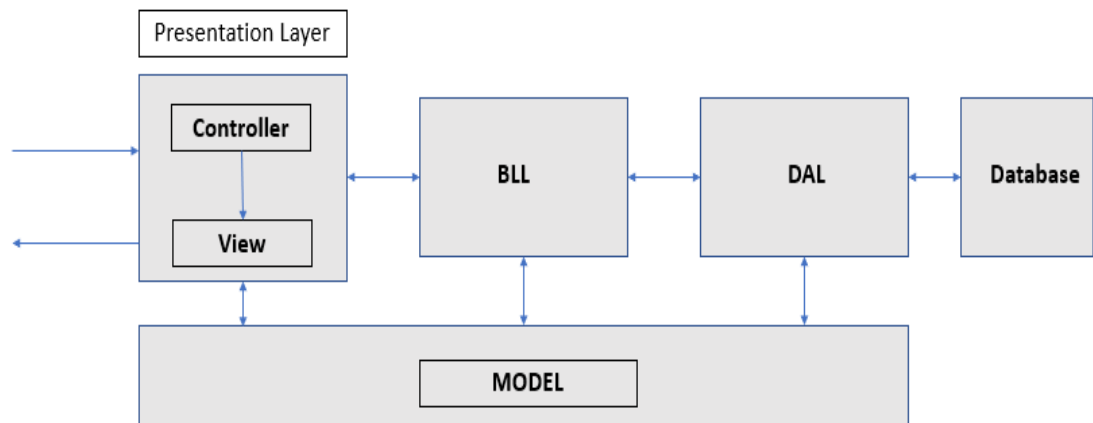 Presentation Layer
Controller
View
BLL
DAL
Database
MODEL